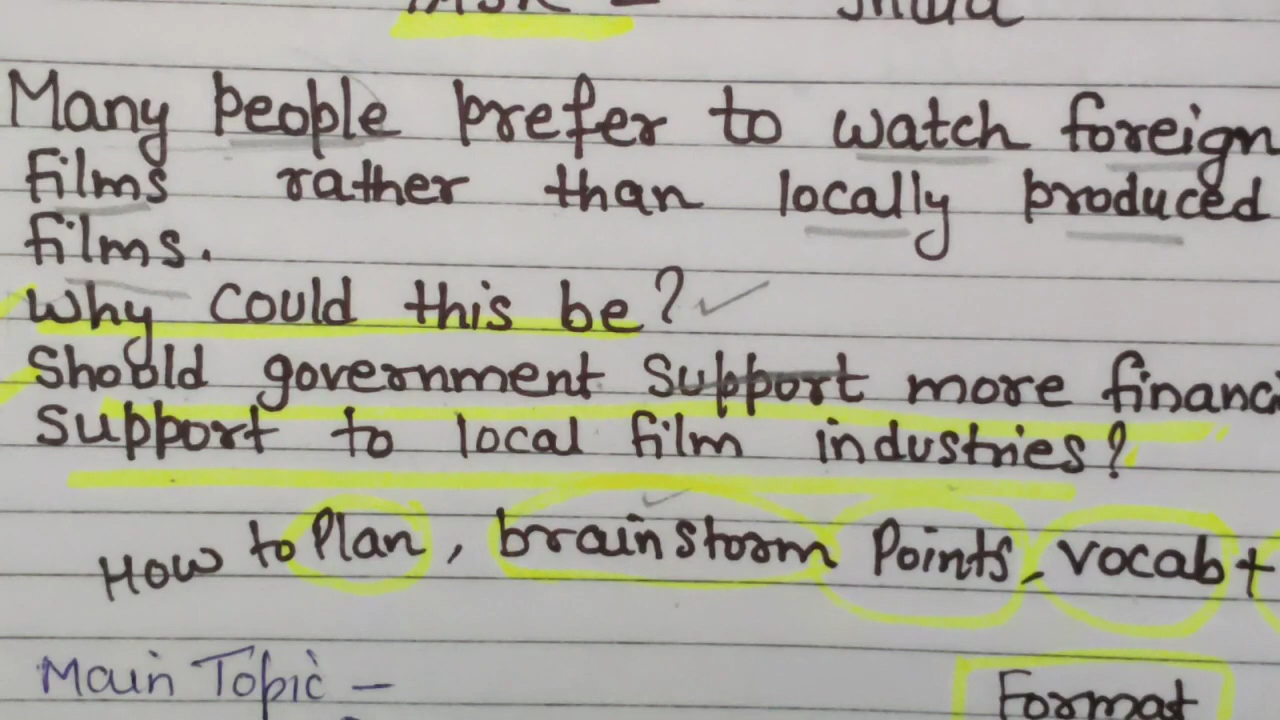 Many people prefer to watch foreign
films rather than locally produced
films.
Why could this be?
Should government support more
support to local film industries?
How to Plan, brainstorm Points, vocab +
Main Topic -
Format